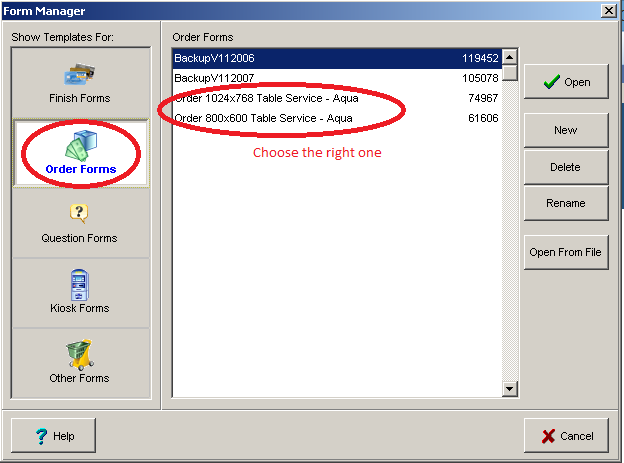 Form Manager
Show Templates For:
Finish Forms
Order Forms
Question Forms
Kiosk Forms
Other Forms
Order Forms
BackupV112006 119452
BackupV112007 105078
Order 1024x768 Table Service - Aqua 74967
Order 800x600 Table Service - Aqua 61606
Choose the right one
Open
New
Delete
Rename
Open From File
Help
Cancel